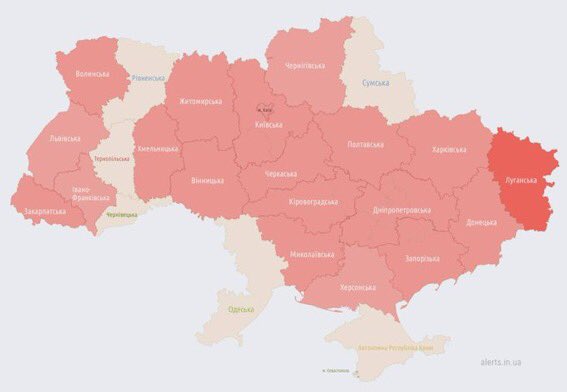 Чернігівська
Волинська
Рівненська
Сумська
Житомирська
м. Київ
Київська
Львівська
Полтавська
Харківська
Тернопільська
Хмельницька
Черкаська
Вінницька
Луганська
Івано-
Франківська
Кіровоградська
Дніпропетровська
Закарпатська
Чернівецька
Донецька
Миколаївська
Запорізька
Херсонська
Одеська
Автономна Республіка Крим
alerts.in.ua
м. Севастополь